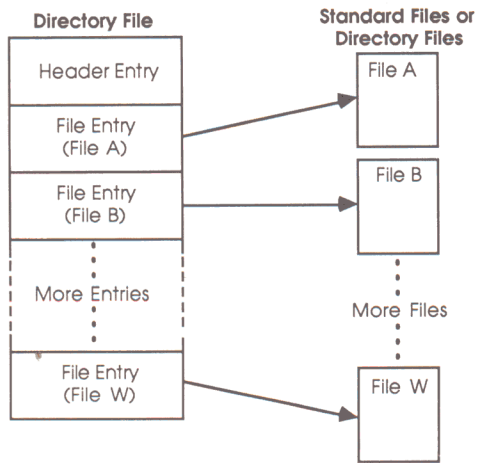 Directory File
Standard Files or
Directory Files
Header Entry
File Entry
(File A)
File Entry
(File B)
More Entries
File Entry
(File W)
File A
File B
More Files
File W